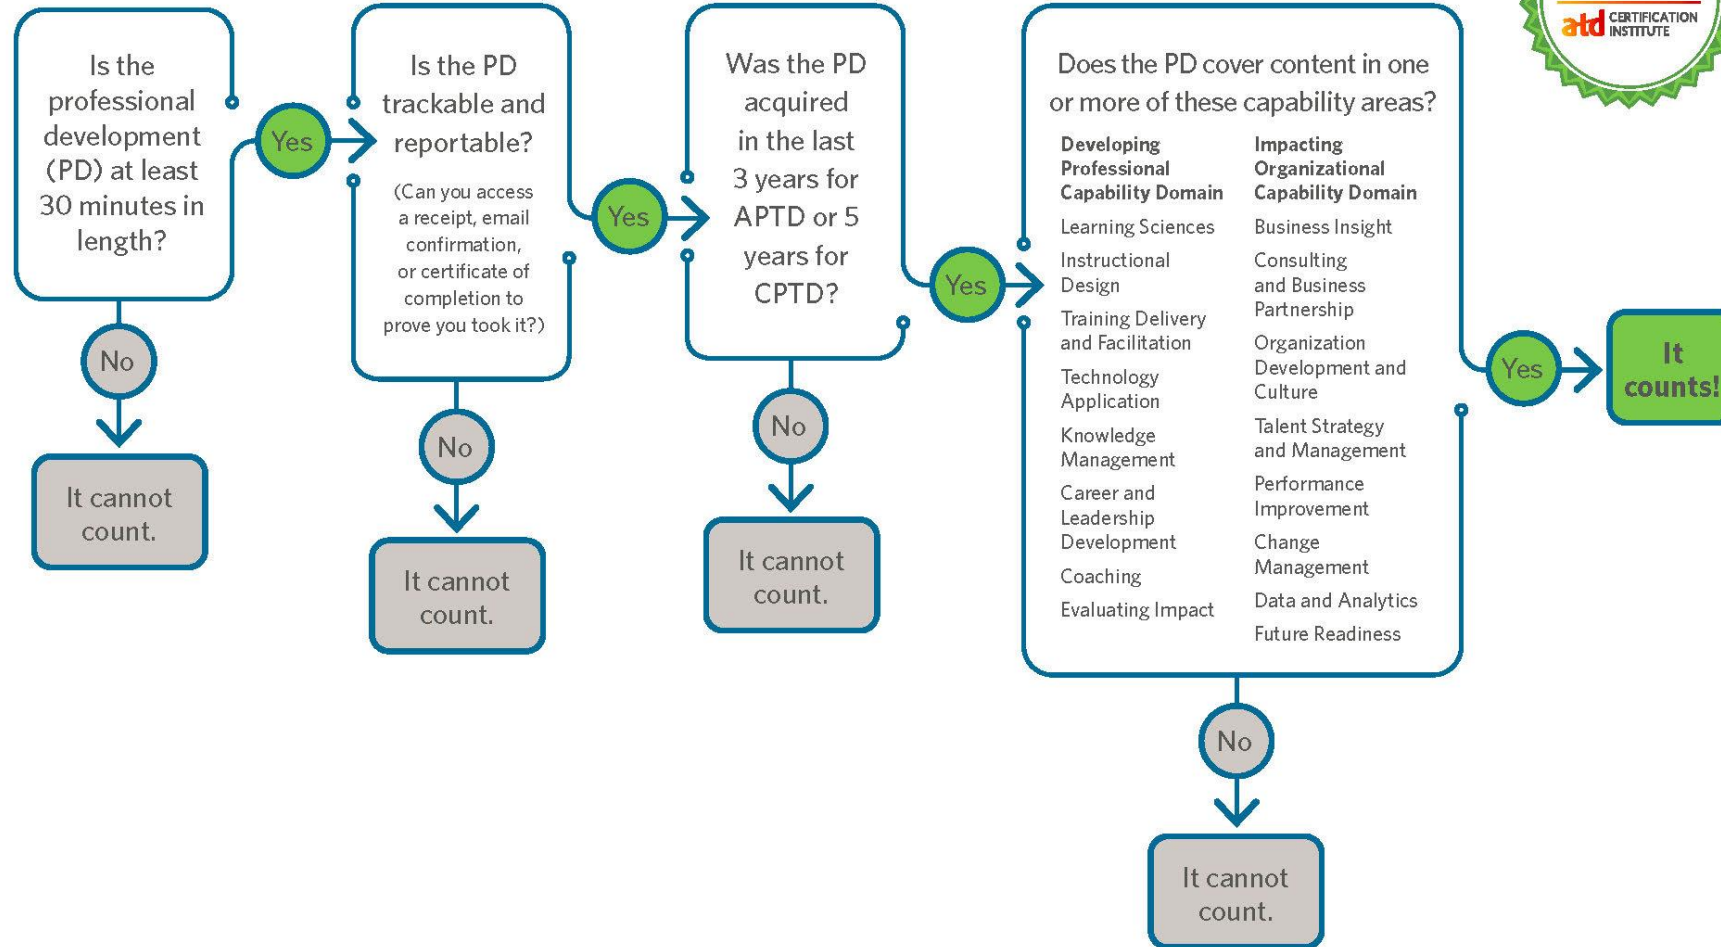 Is the
professional
development
(PD) at least
30 minutes in
length?
Yes
No
It cannot
count.
Is the PD
trackable and
reportable?
(Can you access
a receipt, email
confirmation,
or certificate of
completion to
prove you took it?)
Yes
No
It cannot
count.
Was the PD
acquired
in the last
3 years for
APTD or 5
years for
CPTD?
Yes
No
It cannot
count.
Does the PD cover content in one
or more of these capability areas?
Developing
Professional
Capability Domain
Learning Sciences
Instructional
Design
Training Delivery
and Facilitation
Technology
Application
Knowledge
Management
Career and
Leadership
Development
Coaching
Evaluating Impact
Impacting
Organizational
Capability Domain
Business Insight
Consulting
and Business
Partnership
Organization
Development and
Culture
Talent Strategy
and Management
Performance
Improvement
Change
Management
Data and Analytics
Future Readiness
Yes
No
It cannot
count.
It
counts!
atd CERTIFICATION
INSTITUTE